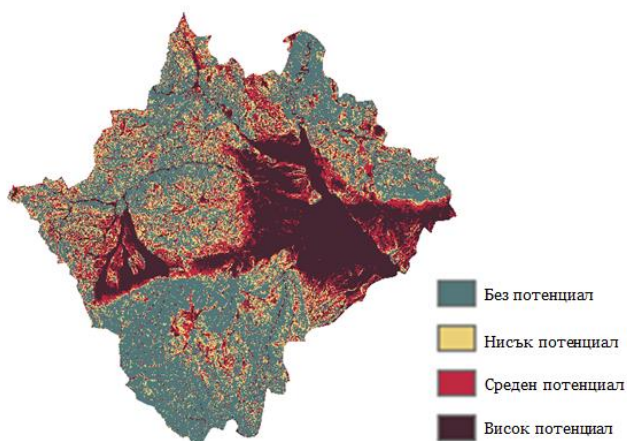 Без потенциал
Нисък потенциал
Среден потенциал
Висок потенциал